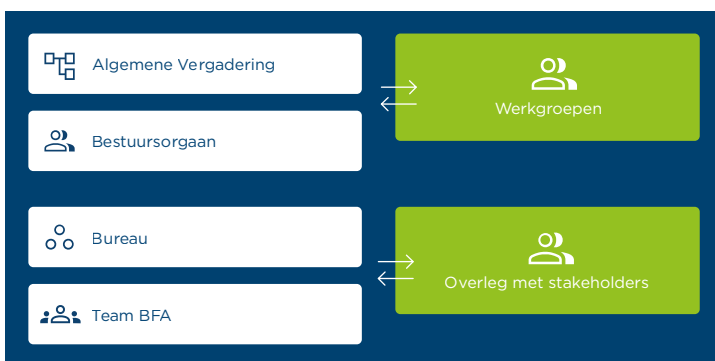 Algemene Vergadering
Bestuursorgaan
Werkgroepen
Bureau
Team BFA
Overleg met stakeholders